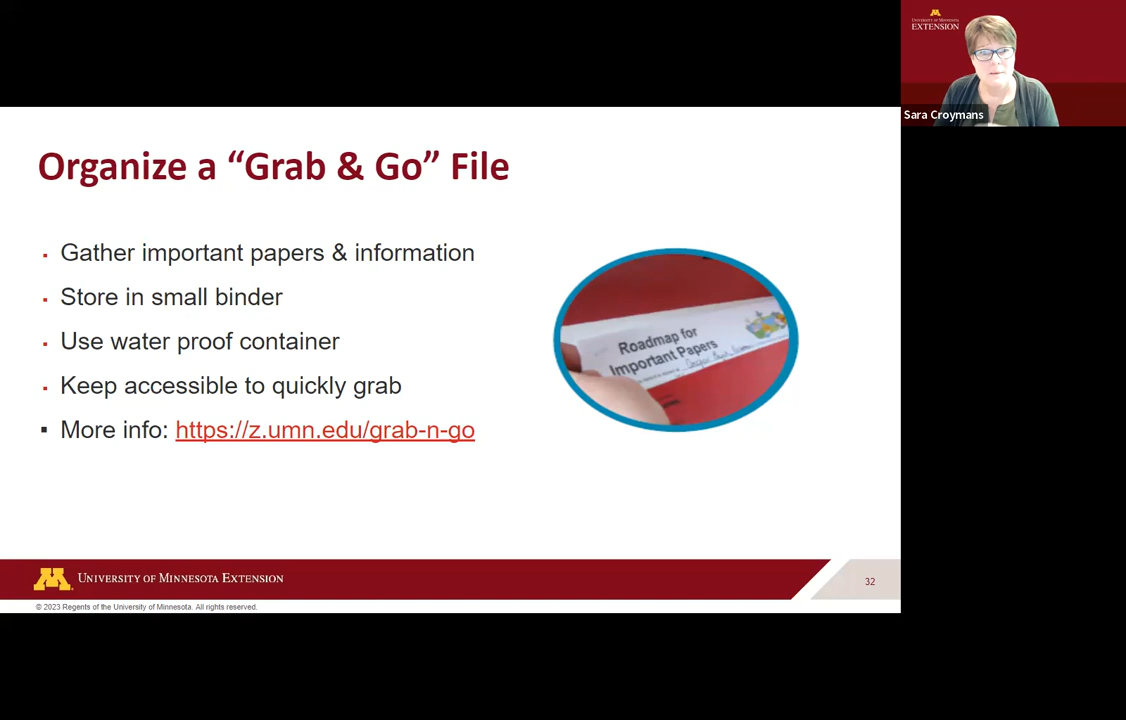 UNIVERSITY OF MINNESOTA
EXTENSION
Sara Croymans
Organize a “Grab & Go” File
▪ Gather important papers & information
▪ Store in small binder
▪ Use water proof container
▪ Keep accessible to quickly grab
▪ More info: https://z.umn.edu/grab-n-go
Roadmap for
Important Papers
UNIVERSITY OF MINNESOTA EXTENSION
32
© 2023 Regents of the University of Minnesota. All rights reserved.